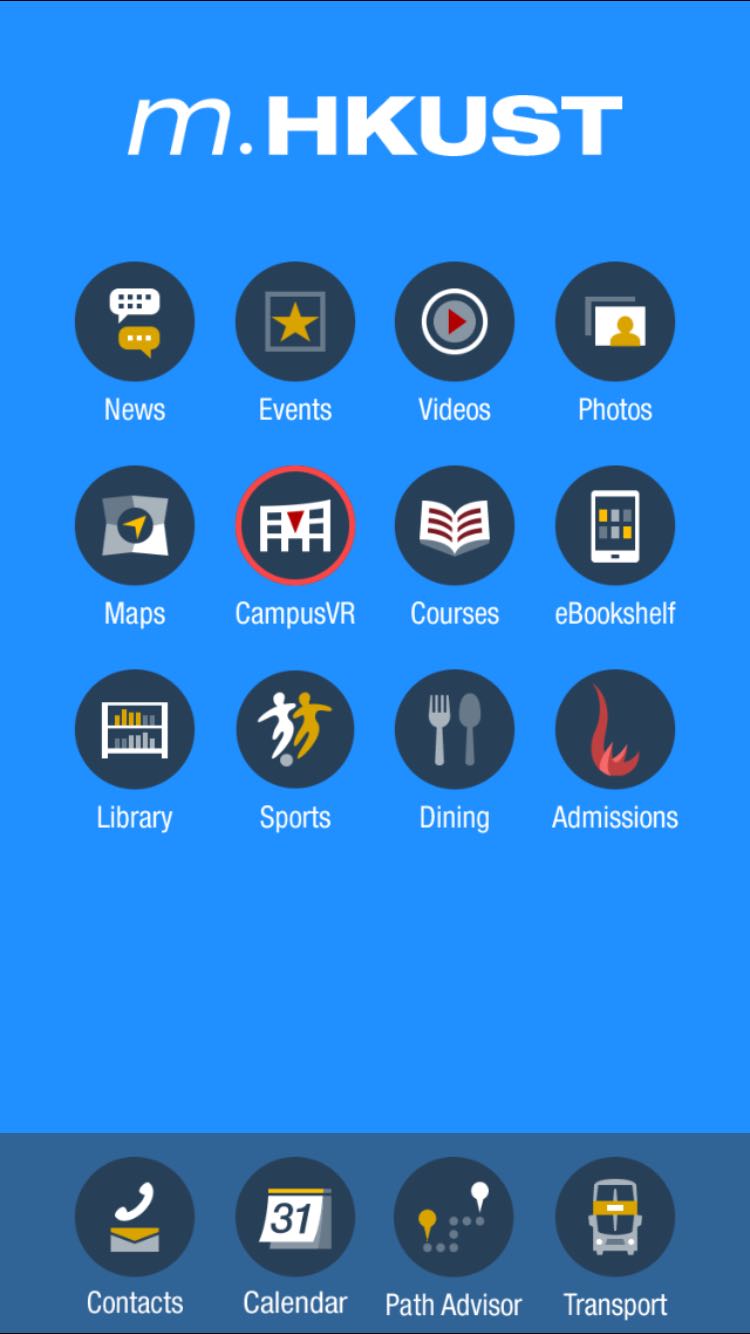 m.HKUST
News Events Videos Photos
Maps CampusVR Courses eBookshelf
Library Sports Dining Admissions
31
Contacts Calendar Path Advisor Transport